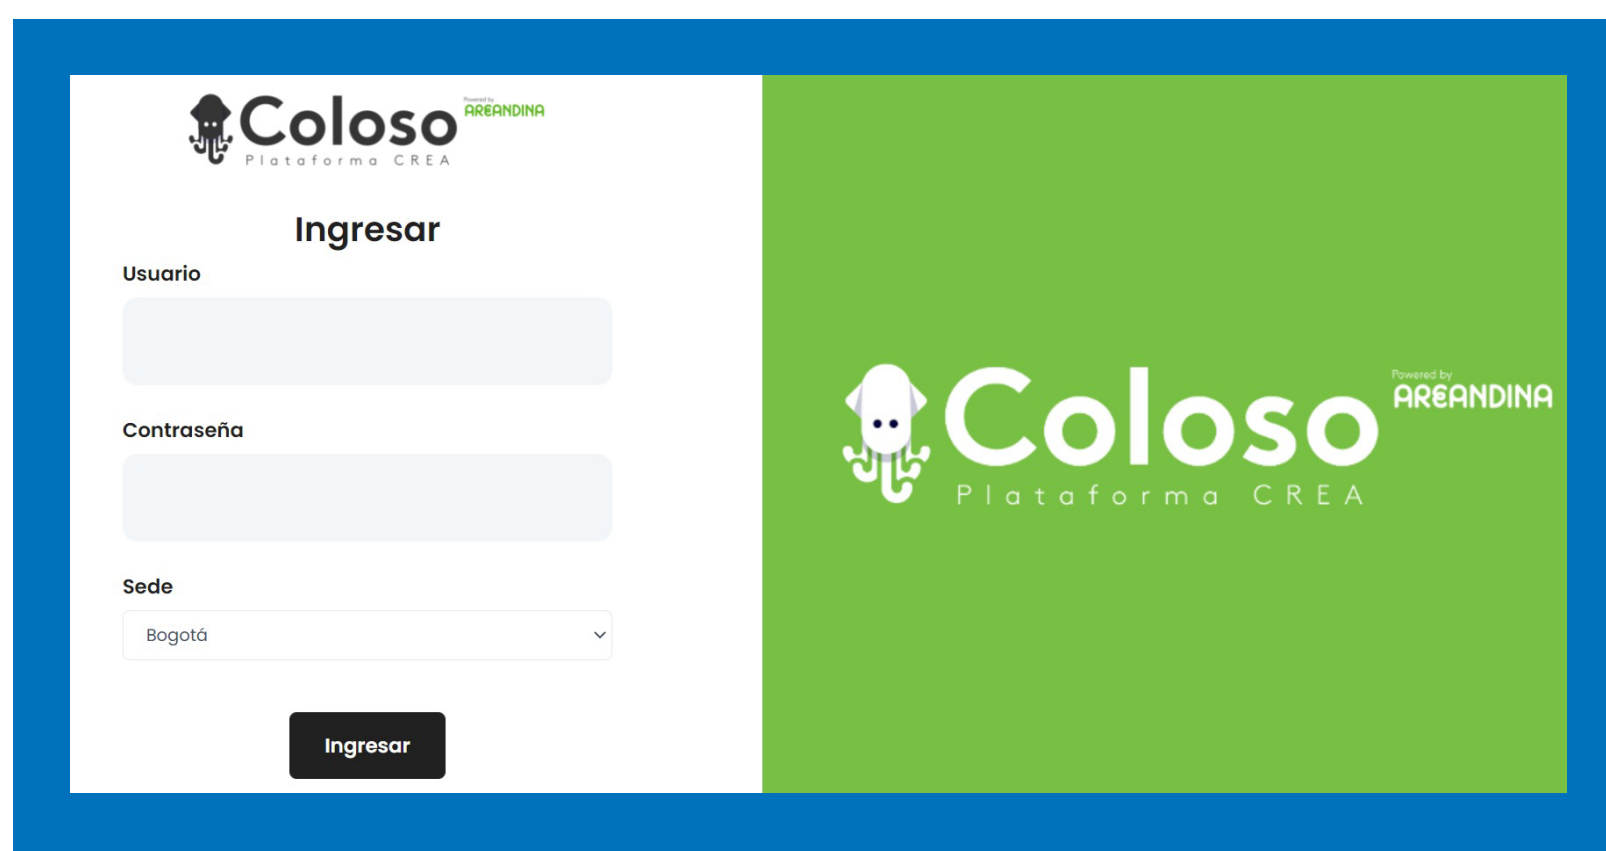 Coloso
Powered by
AREANDINA
Plataforma CREA
Ingresar
Usuario
Contraseña
Sede
Bogotá
Ingresar
Coloso
Powered by
AREANDINA
Plataforma CREA